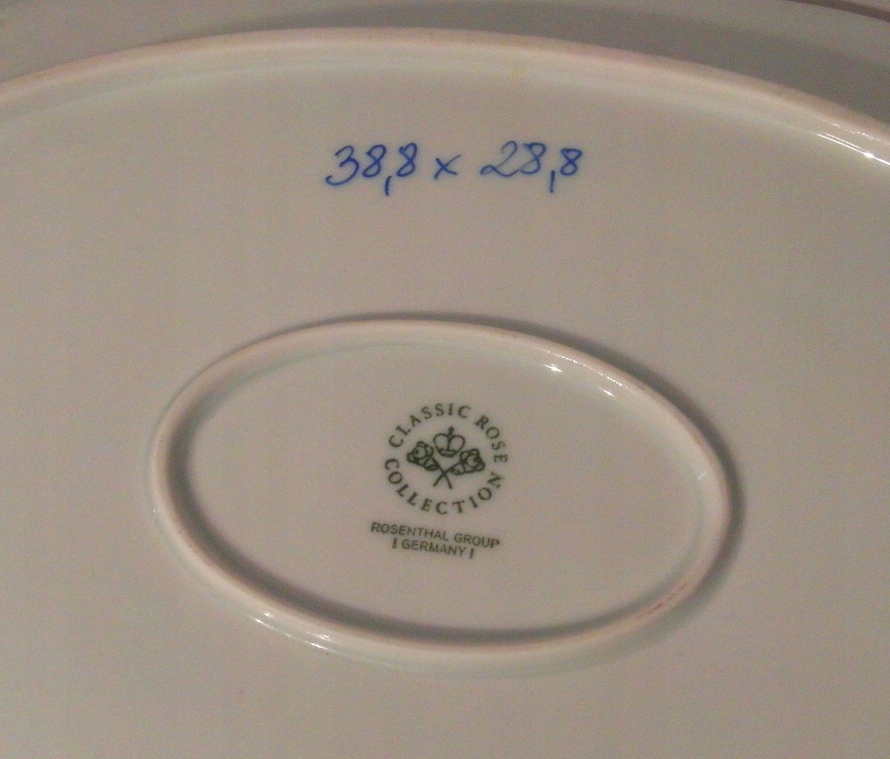 38,8 x 28,8
CLASSIC ROSE
COLLECTION
ROSENTHAL GROUP
| GERMANY |